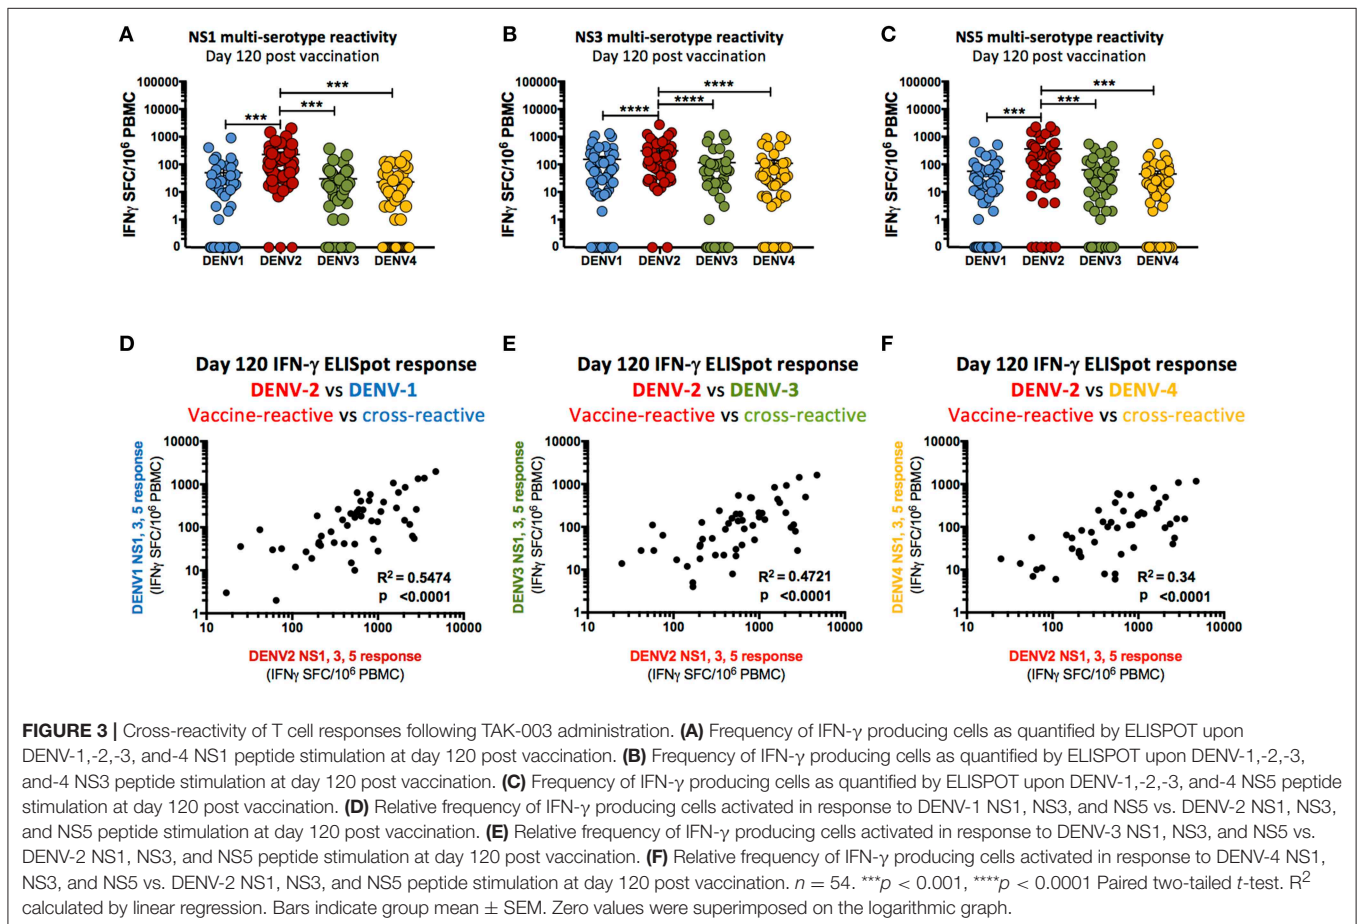 A
NS1 multi-serotype reactivity
Day 120 post vaccination
IFNγ SFC/10⁶ PBMC
100000
10000
1000
100
10
1
0
***
***
***
DENV1 DENV2 DENV3 DENV4
B
NS3 multi-serotype reactivity
Day 120 post vaccination
IFNγ SFC/10⁶ PBMC
100000
10000
1000
100
10
1
0
****
****
****
DENV1 DENV2 DENV3 DENV4
C
NS5 multi-serotype reactivity
Day 120 post vaccination
IFNγ SFC/10⁶ PBMC
100000
10000
1000
100
10
1
0
***
***
***
DENV1 DENV2 DENV3 DENV4
D
Day 120 IFN-γ ELISpot response
DENV-2 vs DENV-1
Vaccine-reactive vs cross-reactive
DENV1 NS1, 3, 5 response
(IFNγ SFC/10⁶ PBMC)
10000
1000
100
10
1
R² = 0.5474
p <0.0001
10 100 1000 10000
DENV2 NS1, 3, 5 response
(IFNγ SFC/10⁶ PBMC)
E
Day 120 IFN-γ ELISpot response
DENV-2 vs DENV-3
Vaccine-reactive vs cross-reactive
DENV3 NS1, 3, 5 response
(IFNγ SFC/10⁶ PBMC)
10000
1000
100
10
1
R² = 0.4721
p <0.0001
10 100 1000 10000
DENV2 NS1, 3, 5 response
(IFNγ SFC/10⁶ PBMC)
F
Day 120 IFN-γ ELISpot response
DENV-2 vs DENV-4
Vaccine-reactive vs cross-reactive
DENV4 NS1, 3, 5 response
(IFNγ SFC/10⁶ PBMC)
10000
1000
100
10
1
R² = 0.34
p <0.0001
10 100 1000 10000
DENV2 NS1, 3, 5 response
(IFNγ SFC/10⁶ PBMC)
FIGURE 3 | Cross-reactivity of T cell responses following TAK-003 administration. (A) Frequency of IFN-γ producing cells as quantified by ELISPOT upon
DENV-1,-2,-3, and-4 NS1 peptide stimulation at day 120 post vaccination. (B) Frequency of IFN-γ producing cells as quantified by ELISPOT upon DENV-1,-2,-3,
and-4 NS3 peptide stimulation at day 120 post vaccination. (C) Frequency of IFN-γ producing cells as quantified by ELISPOT upon DENV-1,-2,-3, and-4 NS5 peptide
stimulation at day 120 post vaccination. (D) Relative frequency of IFN-γ producing cells activated in response to DENV-1 NS1, NS3, and NS5 vs. DENV-2 NS1, NS3,
and NS5 peptide stimulation at day 120 post vaccination. (E) Relative frequency of IFN-γ producing cells activated in response to DENV-3 NS1, NS3, and NS5 vs.
DENV-2 NS1, NS3, and NS5 peptide stimulation at day 120 post vaccination. (F) Relative frequency of IFN-γ producing cells activated in response to DENV-4 NS1,
NS3, and NS5 vs. DENV-2 NS1, NS3, and NS5 peptide stimulation at day 120 post vaccination. n = 54. ***p < 0.001, ****p < 0.0001 Paired two-tailed t-test. R²
calculated by linear regression. Bars indicate group mean ± SEM. Zero values were superimposed on the logarithmic graph.